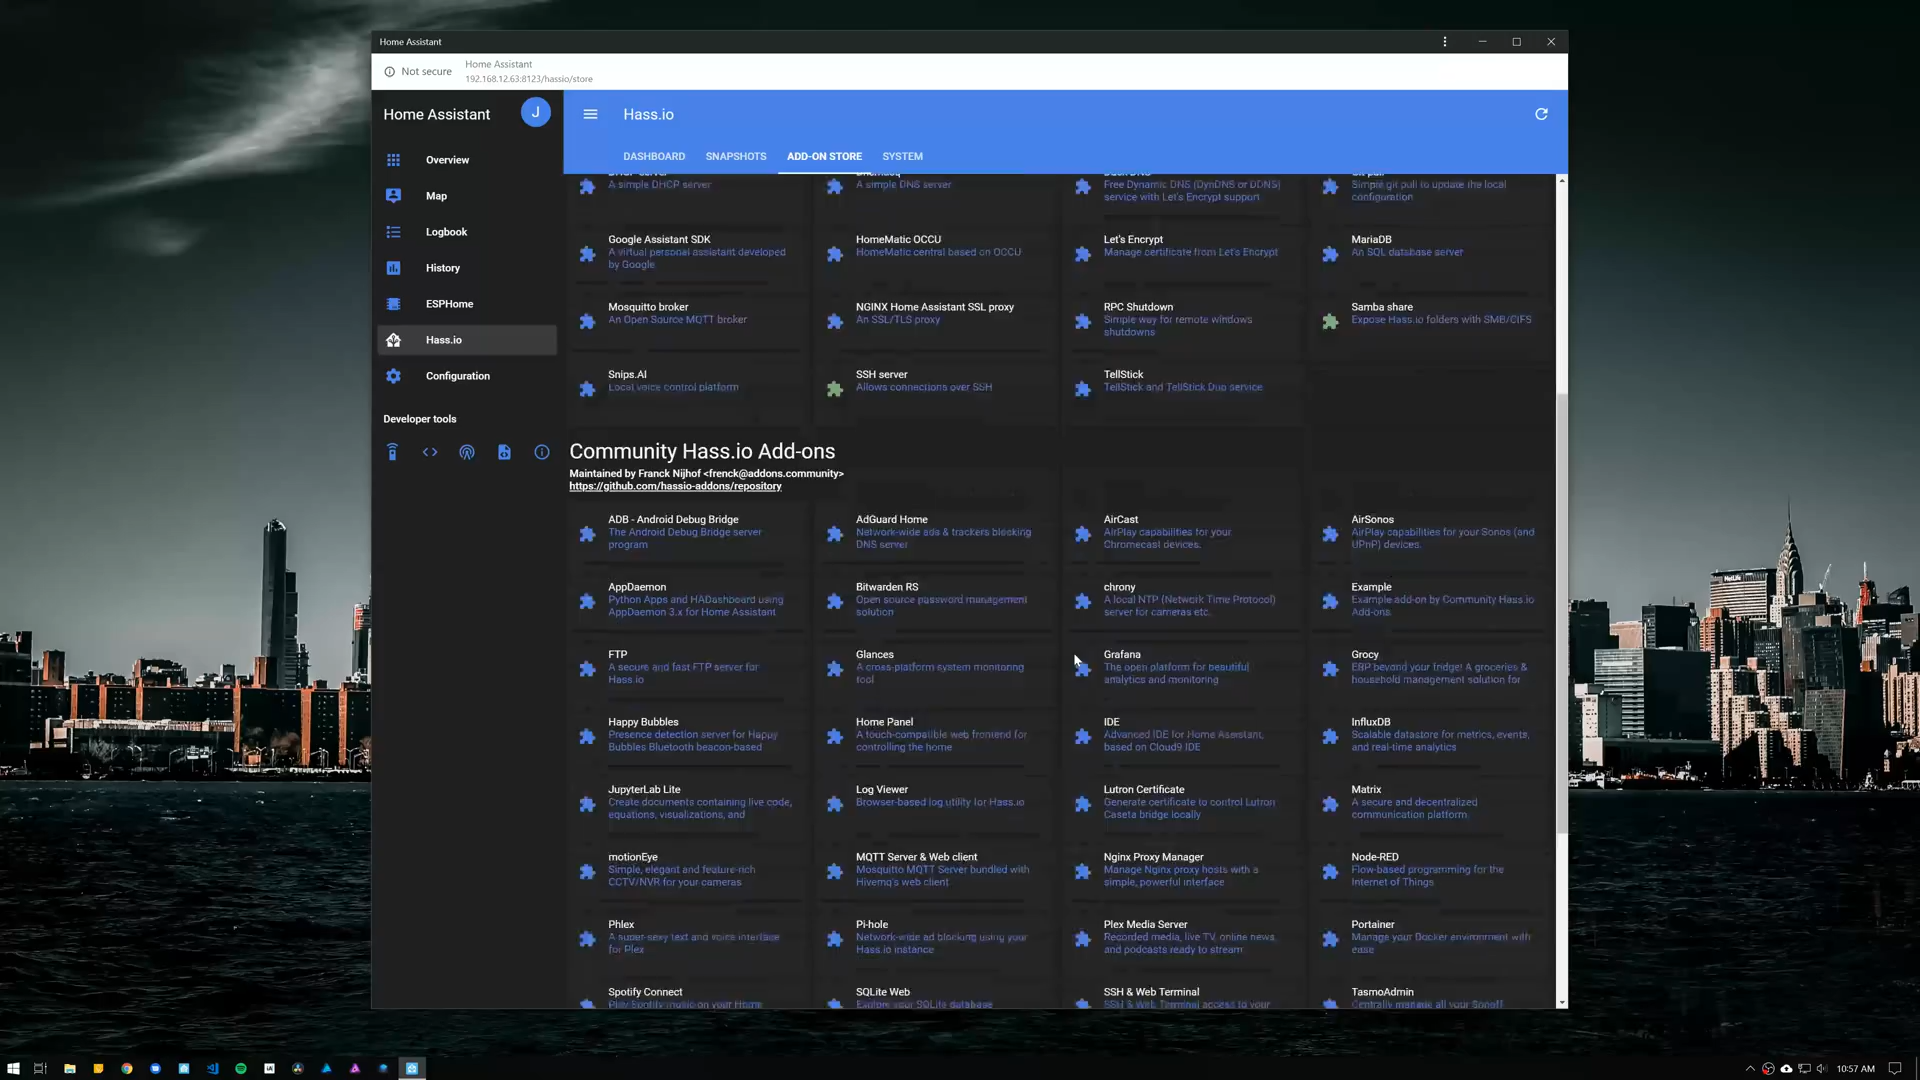 Home Assistant
Not secure
Home Assistant
192.168.12.63:8123/hassio/store
Home Assistant
J
Overview
Map
Logbook
History
ESPHome
Hass.io
Configuration
Developer tools
Hass.io
DASHBOARD
SNAPSHOTS
ADD-ON STORE
SYSTEM
A simple DHCP server
A simple DNS server
Free Dynamic DNS (DynDNS or DDNS)
service with Let's Encrypt support
Simple git pull to update the local
configuration
Google Assistant SDK
A virtual personal assistant developed
by Google
HomeMatic OCCU
HomeMatic central based on OCCU
Let's Encrypt
Manage certificate from Let's Encrypt
MariaDB
An SQL database server
Mosquitto broker
An Open Source MQTT broker
NGINX Home Assistant SSL proxy
An SSL/TLS proxy
RPC Shutdown
Simple way for remote windows
shutdowns
Samba share
Expose Hass.io folders with SMB/CIFS
Snips.AI
Local voice control platform
SSH server
Allows connections over SSH
TellStick
TellStick and TellStick Duo service
Community Hass.io Add-ons
Maintained by Franck Nijhof <frenck@addons.community>
https://github.com/hassio-addons/repository
ADB - Android Debug Bridge
The Android Debug Bridge server
program
AdGuard Home
Network-wide ads & trackers blocking
DNS server
AirCast
AirPlay capabilities for your
Chromecast devices.
AirSonos
AirPlay capabilities for your Sonos (and
UPnP) devices.
AppDaemon
Python Apps and HADashboard using
AppDaemon 3.x for Home Assistant
Bitwarden RS
Open source password management
solution
chrony
A local NTP (Network Time Protocol)
server for cameras etc.
Example
Example add-on by Community Hass.io
Add-ons.
FTP
A secure and fast FTP server for
Hass.io
Glances
A cross-platform system monitoring
tool
Grafana
The open platform for beautiful
analytics and monitoring
Grocy
ERP beyond your fridge! A groceries &
household management solution for
Happy Bubbles
Presence detection server for Happy
Bubbles Bluetooth beacon-based
Home Panel
A touch-compatible web frontend for
controlling the home
IDE
Advanced IDE for Home Assistant,
based on Cloud9 IDE
InfluxDB
Scalable datastore for metrics, events,
and real-time analytics
JupyterLab Lite
Create documents containing live code,
equations, visualizations, and
Log Viewer
Browser-based log utility for Hass.io
Lutron Certificate
Generate certificate to control Lutron
Caseta bridge locally
Matrix
A secure and decentralized
communication platform.
motionEye
Simple, elegant and feature-rich
CCTV/NVR for your cameras
MQTT Server & Web client
Mosquitto MQTT Server bundled with
Hivemq's web client
Nginx Proxy Manager
Manage Nginx proxy hosts with a
simple, powerful interface
Node-RED
Flow-based programming for the
Internet of Things
Phlex
A super-sexy text and voice interface
for Plex
Pi-hole
Network-wide ad blocking using your
Hass.io instance
Plex Media Server
Recorded media, live TV, online news,
and podcasts ready to stream
Portainer
Manage your Docker environment with
ease
Spotify Connect
Play Spotify music on your Home
SQLite Web
Explore your SQLite database
SSH & Web Terminal
SSH & Web Terminal access to your
TasmoAdmin
Centrally manage all your Sonoff
MetLife
10:57 AM